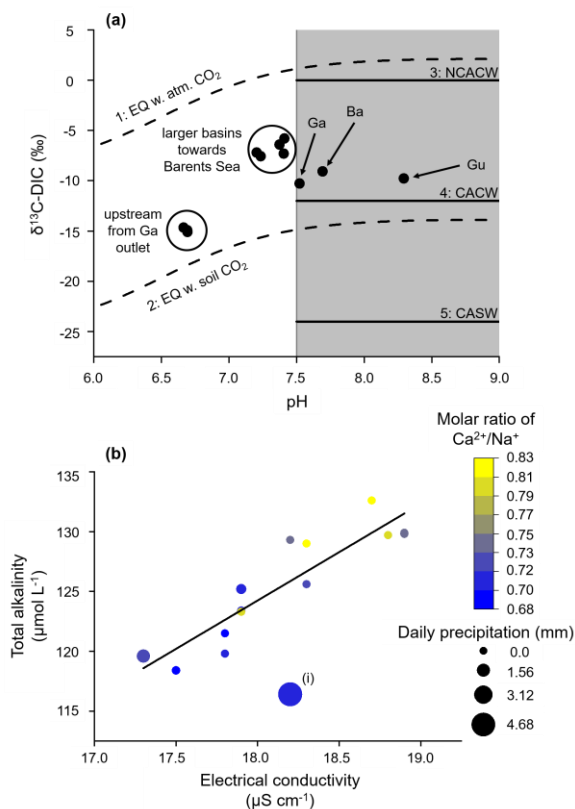 (a)
5
0
-5
-10
-15
-20
-25
δ¹³C-DIC (‰)
1: EQ w. atm. CO₂
3: NCACW
larger basins
towards
Barents Sea
Ga
Ba
Gu
4: CACW
upstream
from Ga
outlet
2: EQ w. soil CO₂
5: CASW
6.0 6.5 7.0 7.5 8.0 8.5 9.0
pH
(b)
135
130
125
120
115
Total alkalinity
(µmol L⁻¹)
(i)
17.0 17.5 18.0 18.5 19.0
Electrical conductivity
(µS cm⁻¹)
Molar ratio of
Ca²⁺/Na⁺
0.83
0.81
0.79
0.77
0.75
0.73
0.72
0.70
0.68
Daily precipitation (mm)
0.0
1.56
3.12
4.68